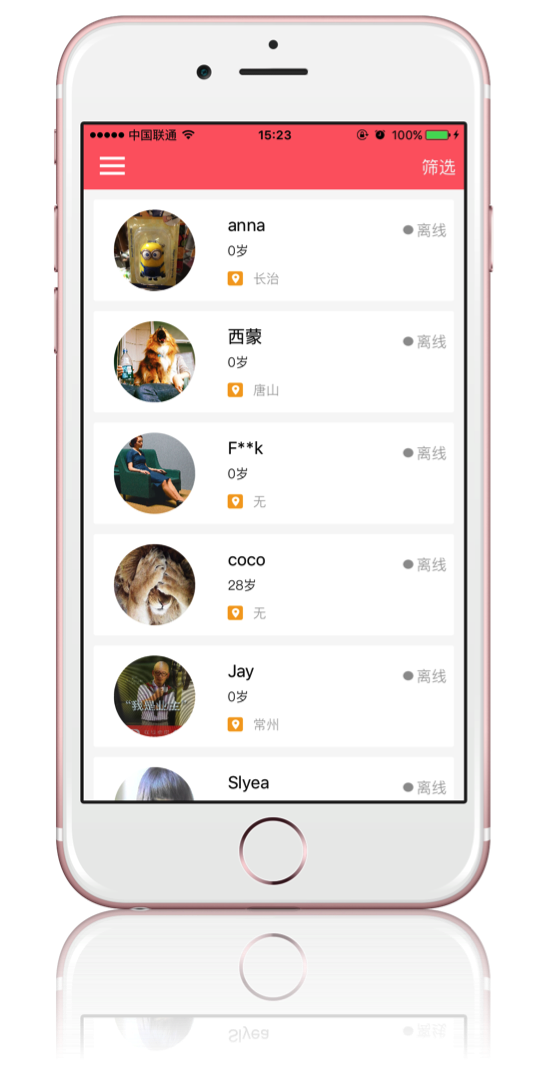 中国联通 15:23 100%
筛选
anna
离线
0岁
长治
西蒙
离线
0岁
唐山
F**k
离线
0岁
无
coco
离线
28岁
无
Jay
离线
0岁
常州
Slyea
离线